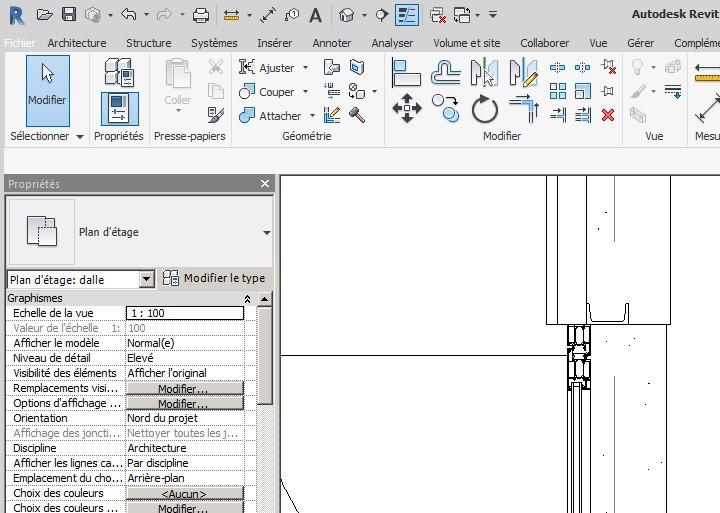 Autodesk Revit
Fichier Architecture Structure Systèmes Insérer Annoter Analyser Volume et site Collaborer Vue Gérer Complém
Modifier
Coller
Ajuster
Couper
Attacher
Mesu
Sélectionner Propriétés Presse-papiers Géométrie Modifier Vue
Propriétés
Plan d'étage
Plan d'étage: dalle Modifier le type
Graphismes
Echelle de la vue 1 : 100
Valeur de l'échelle 1: 100
Afficher le modèle Normal(e)
Niveau de détail Elevé
Visibilité des éléments Afficher l'original
Remplacements visi... Modifier...
Options d'affichage ... Modifier...
Orientation Nord du projet
Affichage des joncti... Nettoyer toutes les j...
Discipline Architecture
Afficher les lignes ca... Par discipline
Emplacement du cho... Arrière-plan
Choix des couleurs <Aucun>
Choix des couleurs ... Modifier...